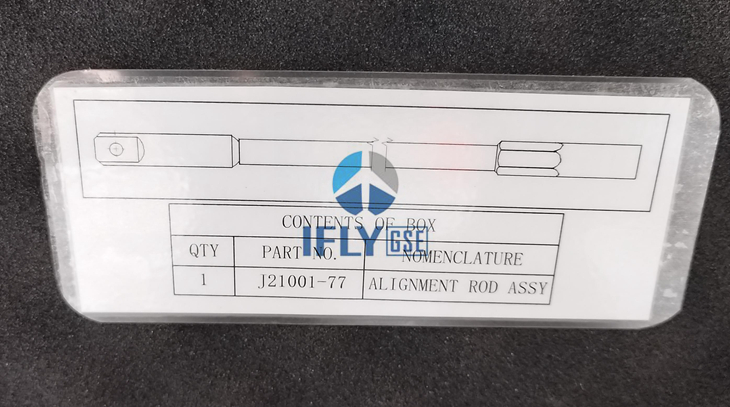 CONTENTS OF BOX
IFLY GSE
QTY PART NO. NOMENCLATURE
1 J21001-77 ALIGNMENT ROD ASSY